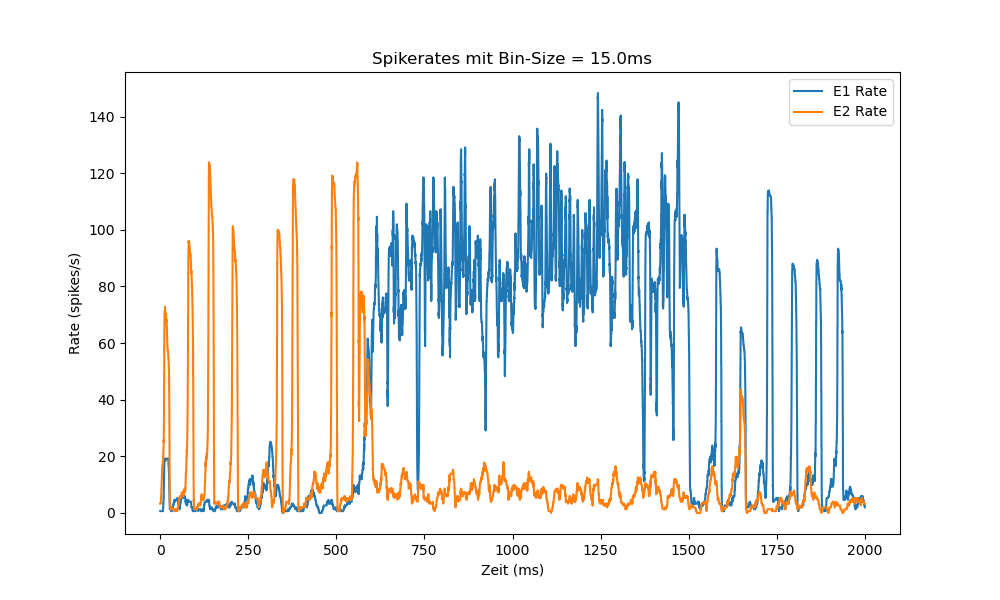 Spikerates mit Bin-Size = 15.0ms
E1 Rate
E2 Rate
140
120
100
80
60
40
20
0
Rate (spikes/s)
0 250 500 750 1000 1250 1500 1750 2000
Zeit (ms)